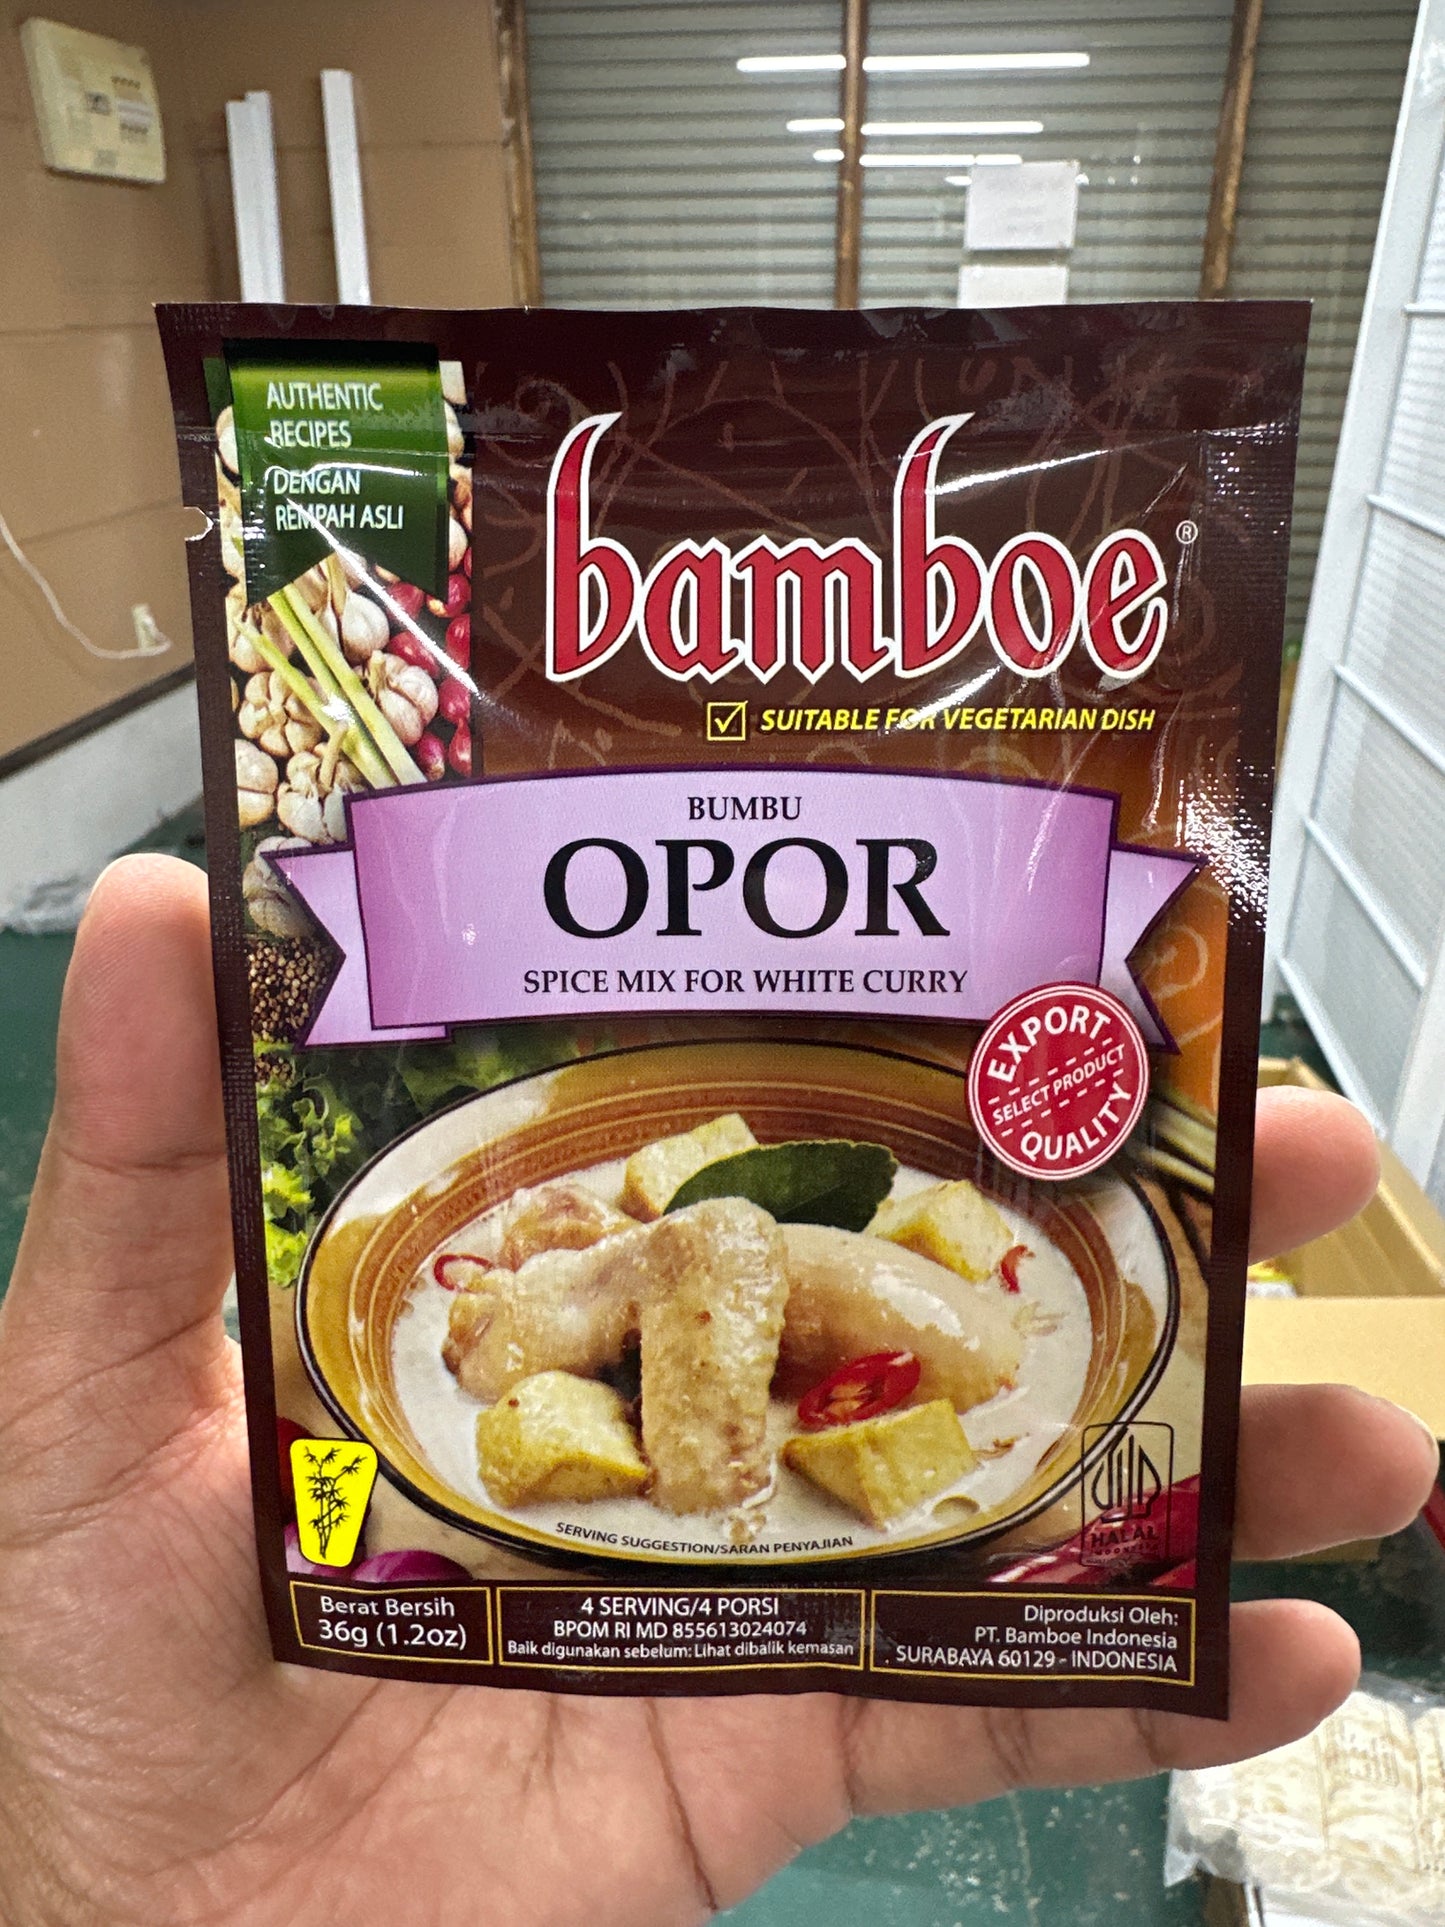 AUTHENTIC
RECIPES
DENGAN
REMPAH ASLI
bamboe®
SUITABLE FOR VEGETARIAN DISH
BUMBU
OPOR
SPICE MIX FOR WHITE CURRY
EXPORT
SELECT PRODUCT
QUALITY
HALAL
INDONESIA
SERVING SUGGESTION/SARAN PENYAJIAN
Berat Bersih
36g (1.2oz)
4 SERVING/4 PORSI
BPOM RI MD 855613024074
Baik digunakan sebelum: Lihat dibalik kemasan
Diproduksi Oleh:
PT. Bamboe Indonesia
SURABAYA 60129 - INDONESIA